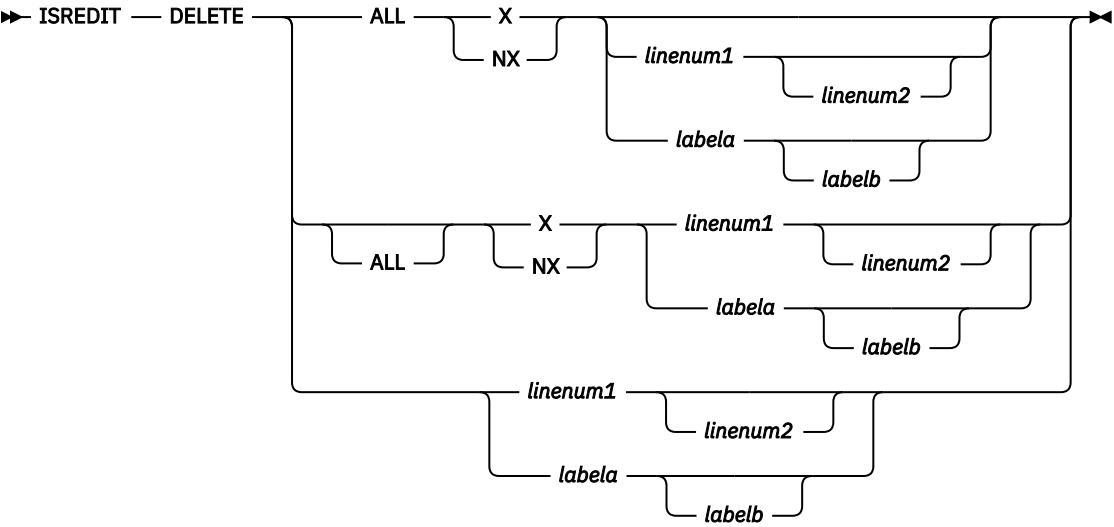 ISREDIT DELETE ALL X
NX
linenum1
linenum2
labela
labelb
X linenum1
ALL NX linenum2
labela
labelb
linenum1
linenum2
labela
labelb